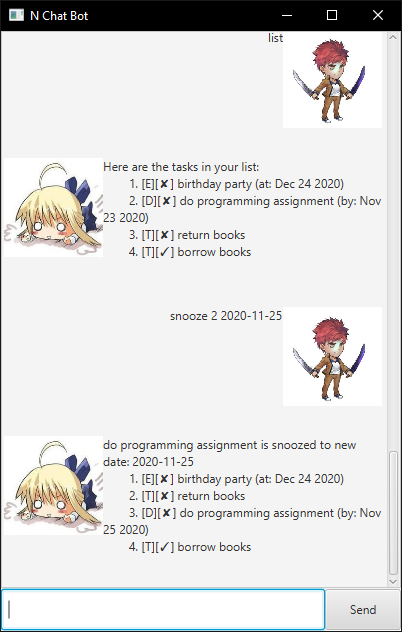 N Chat Bot
list
Here are the tasks in your list:
1. [E][✘] birthday party (at: Dec 24 2020)
2. [D][✘] do programming assignment (by: Nov
23 2020)
3. [T][✘] return books
4. [T][✓] borrow books
snooze 2 2020-11-25
do programming assignment is snoozed to new
date: 2020-11-25
1. [E][✘] birthday party (at: Dec 24 2020)
2. [T][✘] return books
3. [D][✘] do programming assignment (by: Nov
25 2020)
4. [T][✓] borrow books
Send